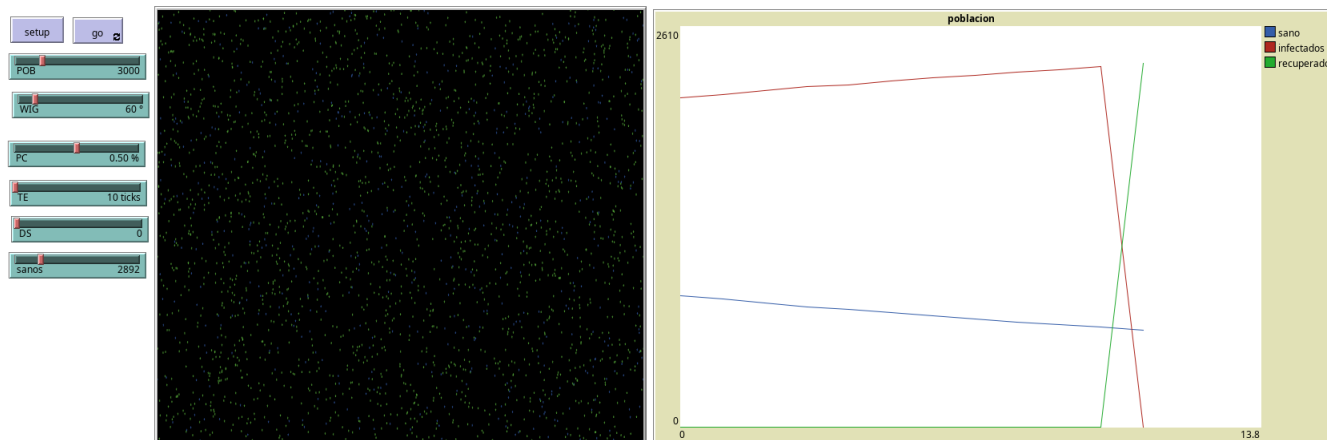 setup
go
POB 3000
WIG 60 °
PC 0.50 %
TE 10 ticks
DS 0
sanos 2892
poblacion
2610
0
0 13.8
sano
infectados
recuperado